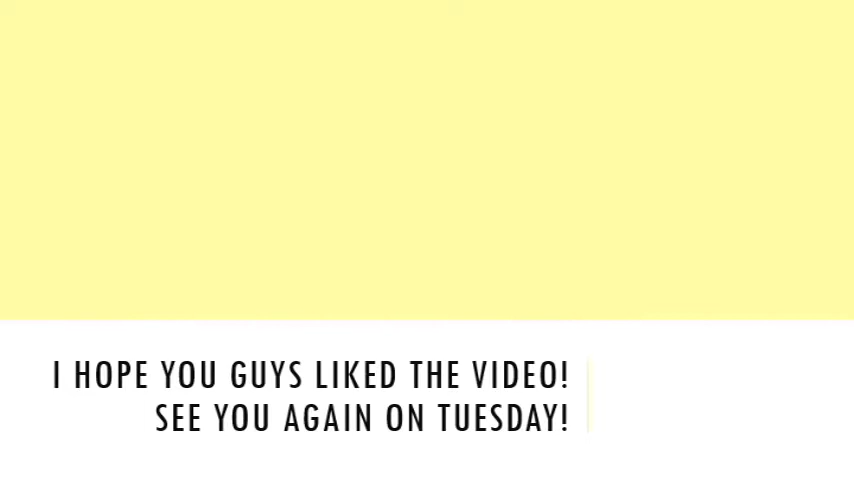 I HOPE YOU GUYS LIKED THE VIDEO!
SEE YOU AGAIN ON TUESDAY!